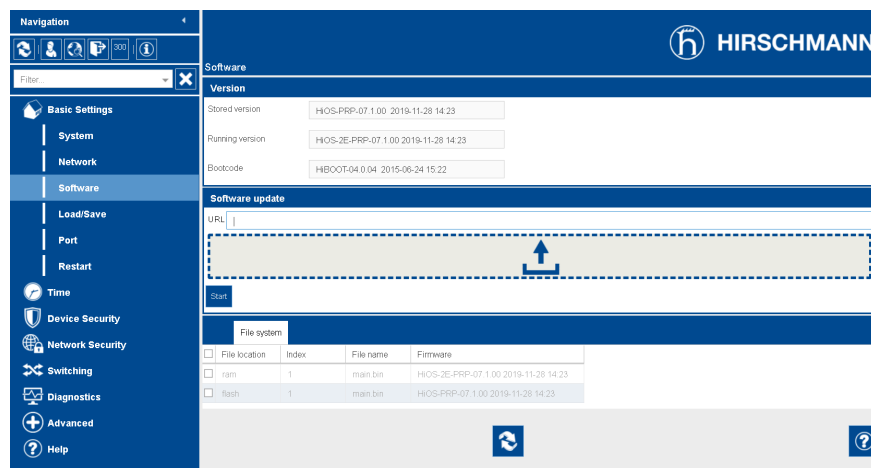 Navigation
300
Filter...
Basic Settings
System
Network
Software
Load/Save
Port
Restart
Time
Device Security
Network Security
Switching
Diagnostics
Advanced
Help
HIRSCHMANN
Software
Version
Stored version HiOS-PRP-07.1.00 2019-11-28 14:23
Running version HiOS-2E-PRP-07.1.00 2019-11-28 14:23
Bootcode HiBOOT-04.0.04 2015-06-24 15:22
Software update
URL
Start
File system
File location Index File name Firmware
ram 1 main.bin HiOS-2E-PRP-07.1.00 2019-11-28 14:23
flash 1 main.bin HiOS-PRP-07.1.00 2019-11-28 14:23